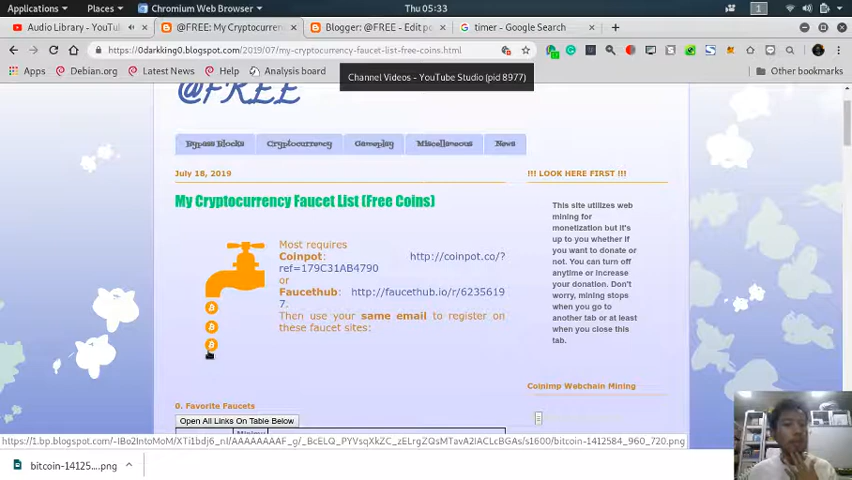 Applications
Places
Chromium Web Browser
Thu 05:33
1
Audio Library - YouTub
@FREE: My Cryptocurren
Blogger: @FREE - Edit po
timer - Google Search
https://0darkking0.blogspot.com/2019/07/my-cryptocurrency-faucet-list-free-coins.html
Apps
Debian.org
Latest News
Help
Analysis board
Other bookmarks
Channel Videos - YouTube Studio (pid 8977)
@FREE
Bypass Blocks
Cryptocurrency
Gameplay
Miscellaneous
News
July 18, 2019
My Cryptocurrency Faucet List (Free Coins)
Most requires
Coinpot: http://coinpot.co/?
ref=179C31AB4790
or
Faucethub: http://faucethub.io/r/6235619
7.
Then use your same email to register on
these faucet sites:
0. Favorite Faucets
Open All Links On Table Below
!!! LOOK HERE FIRST !!!
This site utilizes web
mining for
monetization but it's
up to you whether if
you want to donate or
not. You can turn off
anytime or increase
your donation. Don't
worry, mining stops
when you go to
another tab or at least
when you close this
tab.
Coinimp Webchain Mining
bitcoin-14125....png